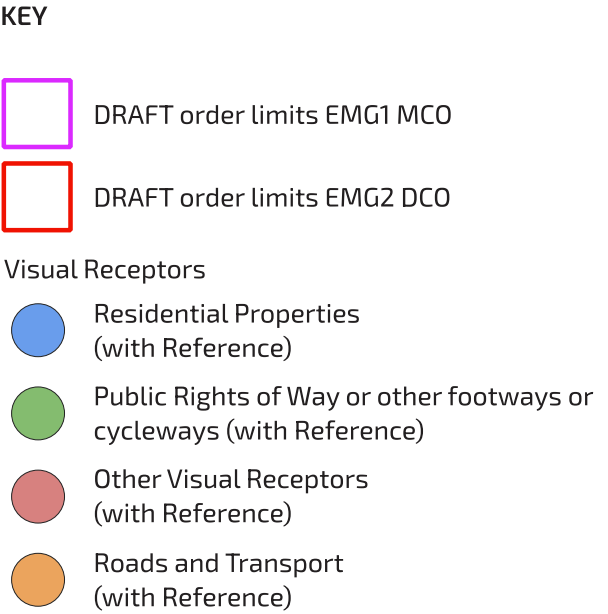 KEY
DRAFT order limits EMG1 MCO
DRAFT order limits EMG2 DCO
Visual Receptors
Residential Properties
(with Reference)
Public Rights of Way or other footways or
cycleways (with Reference)
Other Visual Receptors
(with Reference)
Roads and Transport
(with Reference)